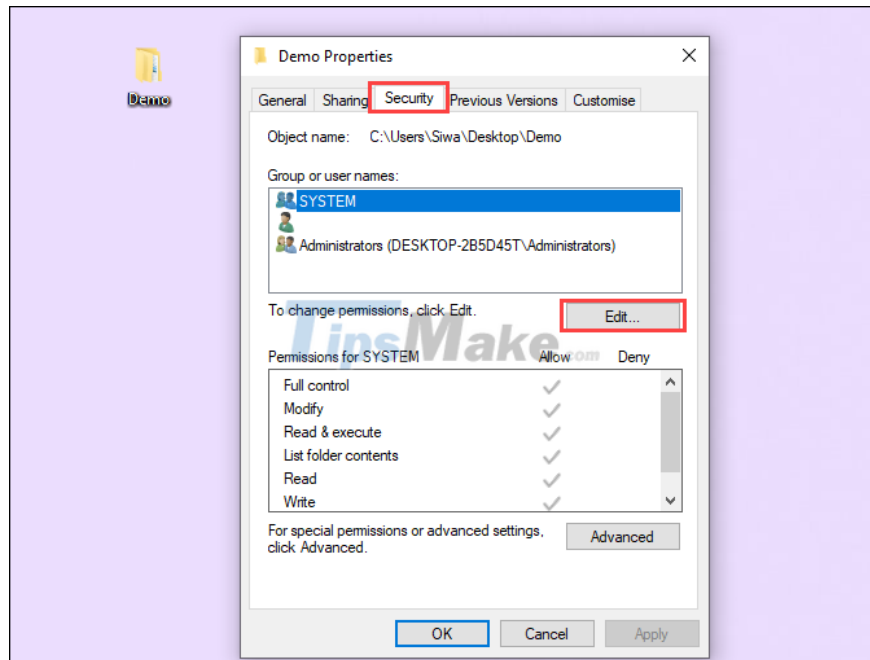 Demo
Demo Properties
General Sharing Security Previous Versions Customise
Object name: C:\Users\Siwa\Desktop\Demo
Group or user names:
SYSTEM
Administrators (DESKTOP-2B5D45T\Administrators)
To change permissions, click Edit.
Edit...
TipsMake.com
Permissions for SYSTEM Allow Deny
Full control
Modify
Read & execute
List folder contents
Read
Write
For special permissions or advanced settings,
click Advanced.
Advanced
OK Cancel Apply